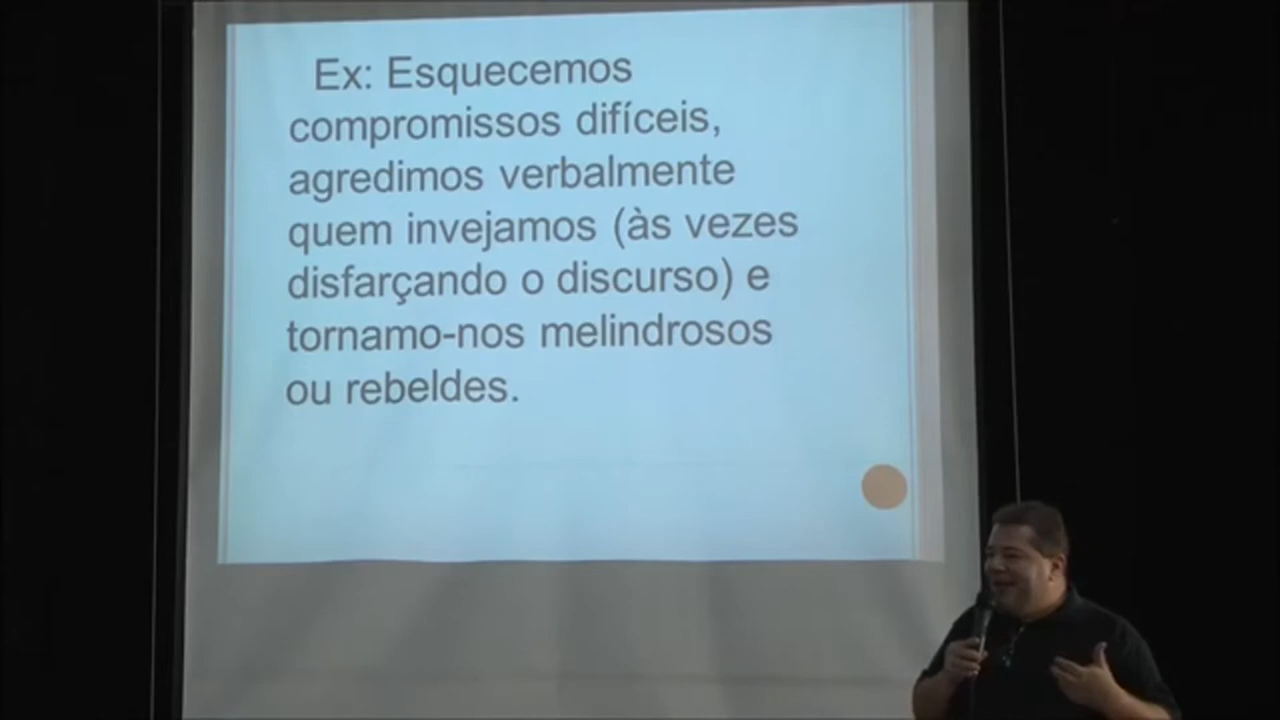 Ex: Esquecemos
compromissos difíceis,
agredimos verbalmente
quem invejamos (às vezes
disfarçando o discurso) e
tornamo-nos melindrosos
ou rebeldes.